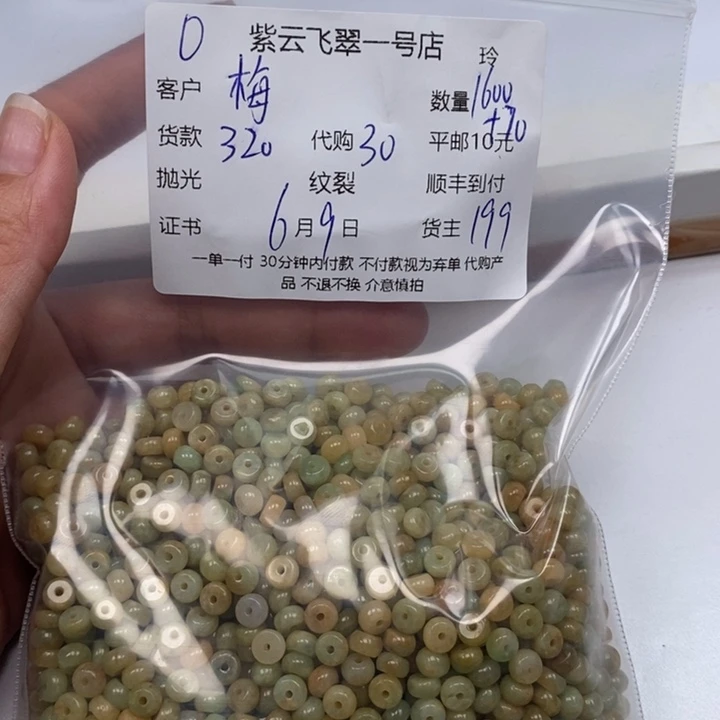 0 紫云飞翠一号店 玲
客户 梅 数量 1600
+70
货款 320 代购 30 平邮10元
抛光 纹裂 顺丰到付
证书 6月9日 货主 199
一单一付 30分钟内付款 不付款视为弃单 代购产
品 不退不换 介意慎拍